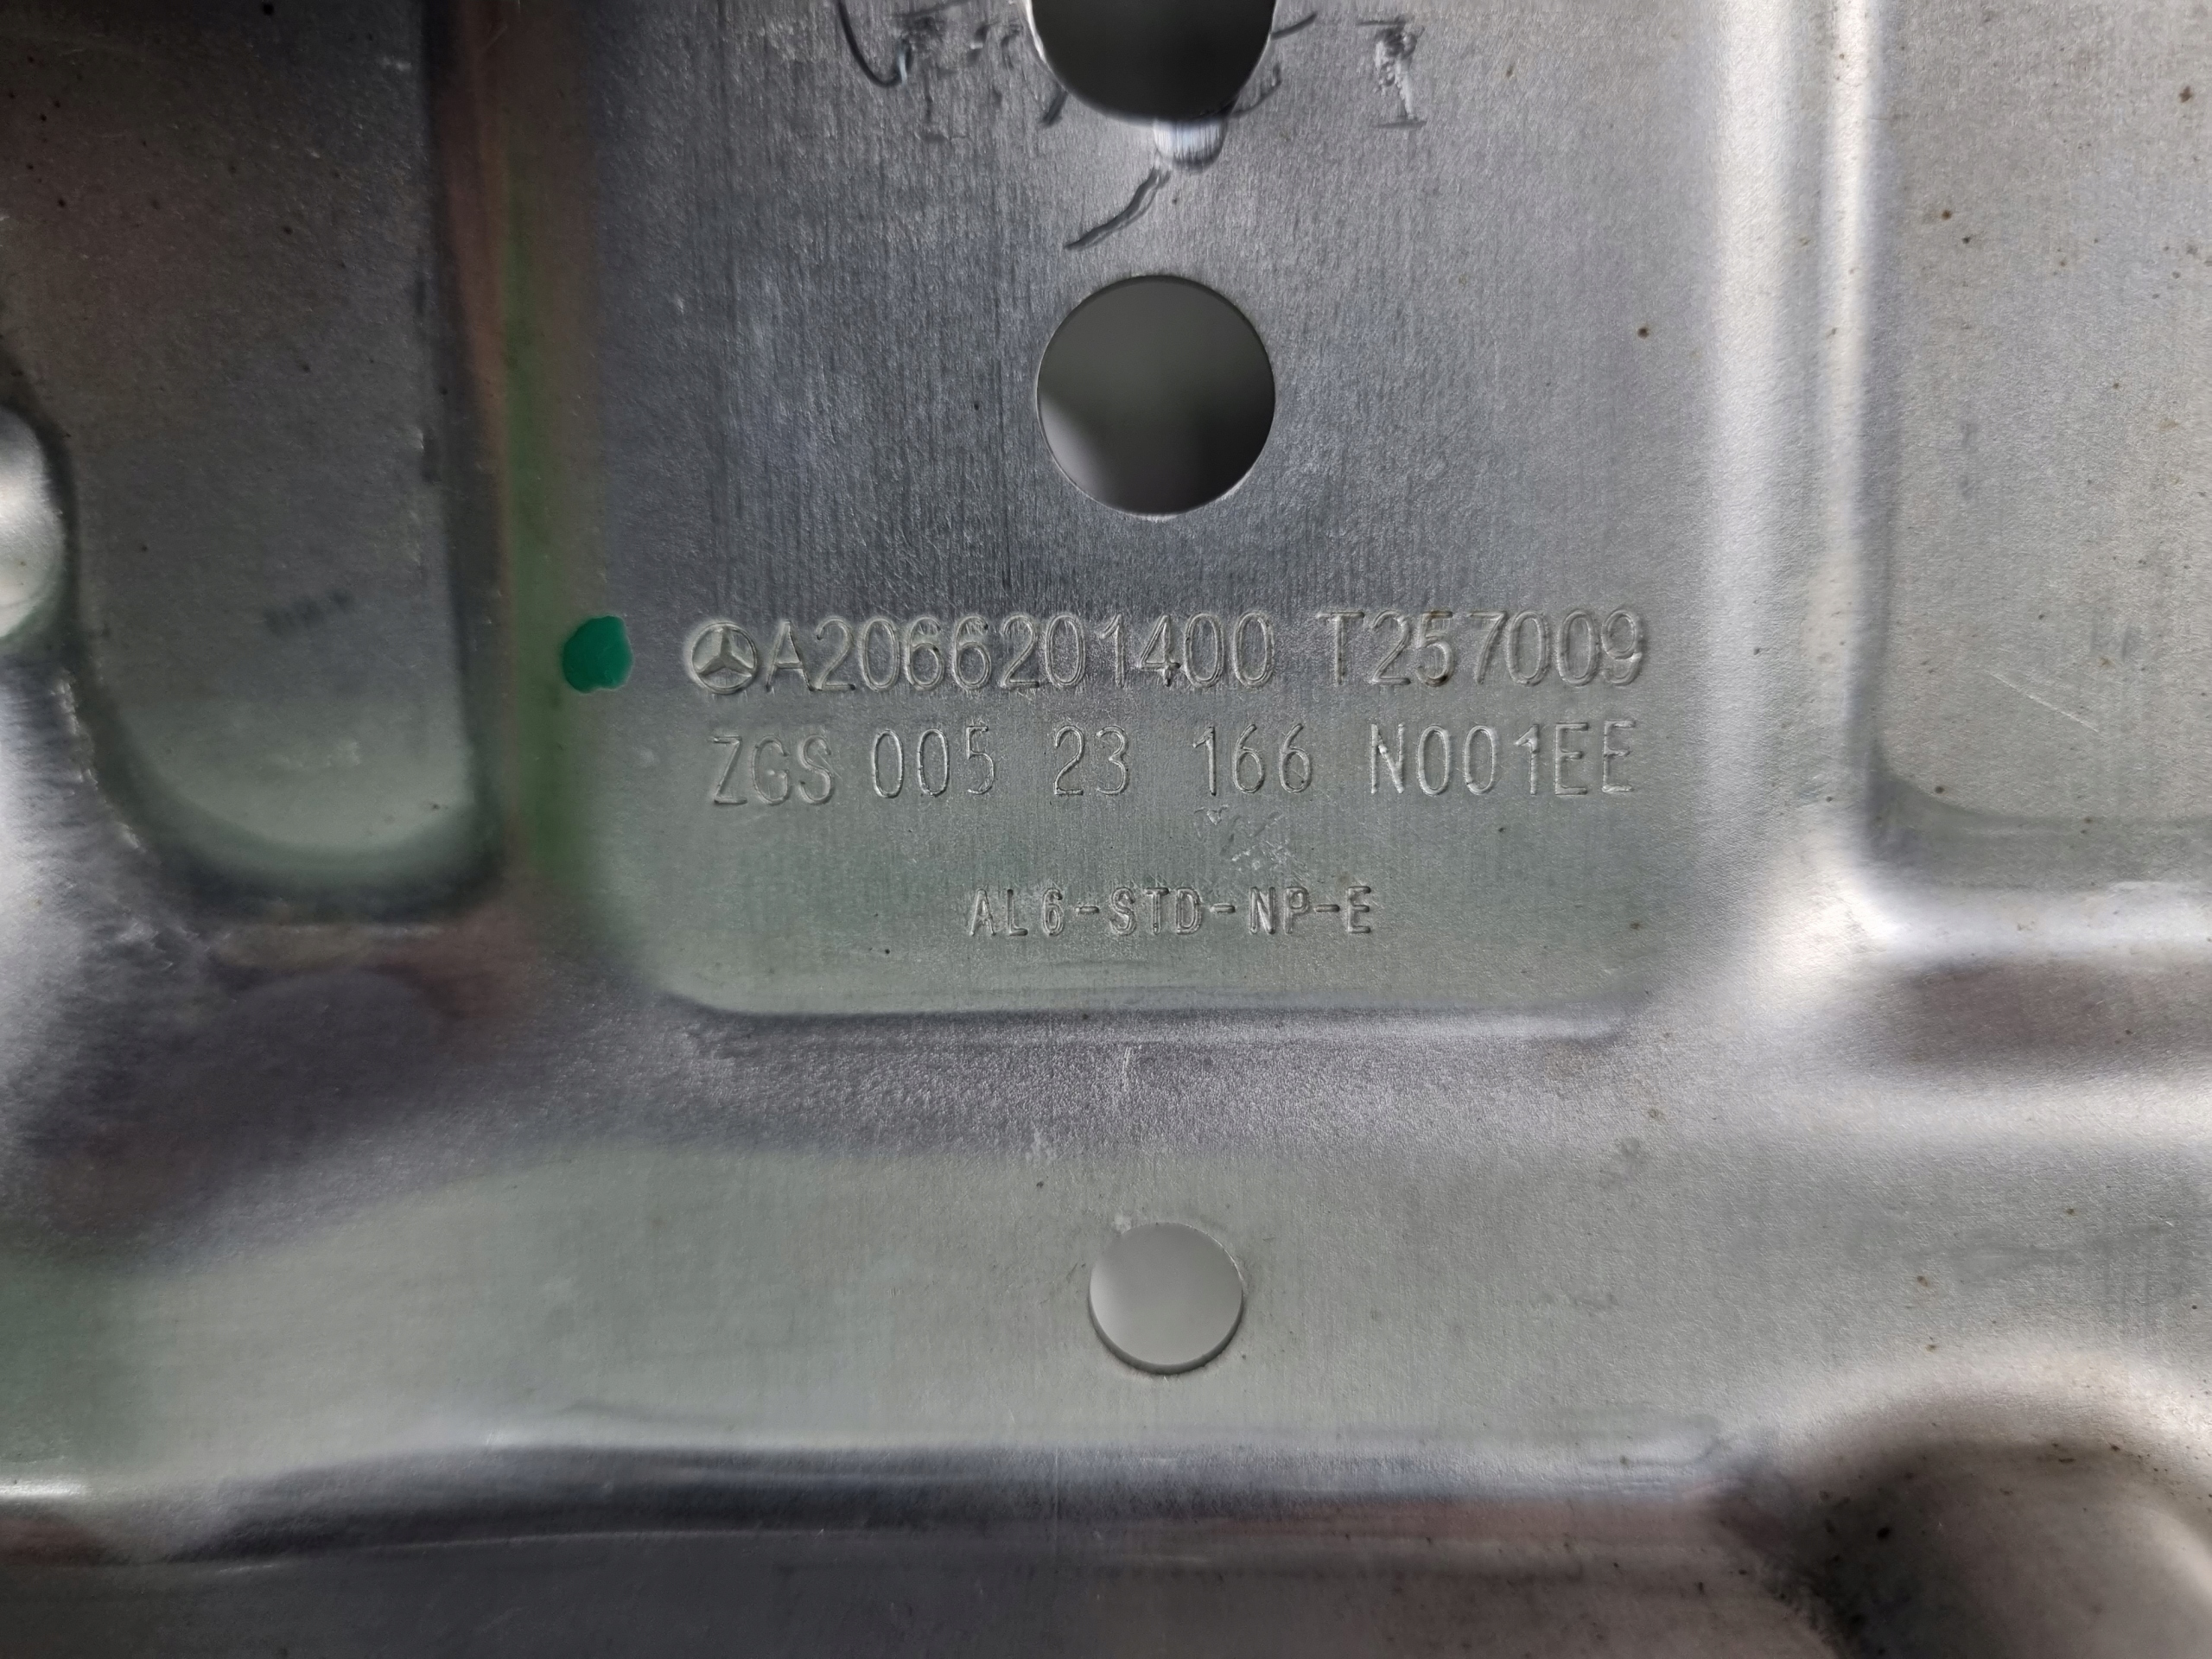 A2066201400 T257009
ZGS 005 23 166 N001EE
AL6-STD-NP-E